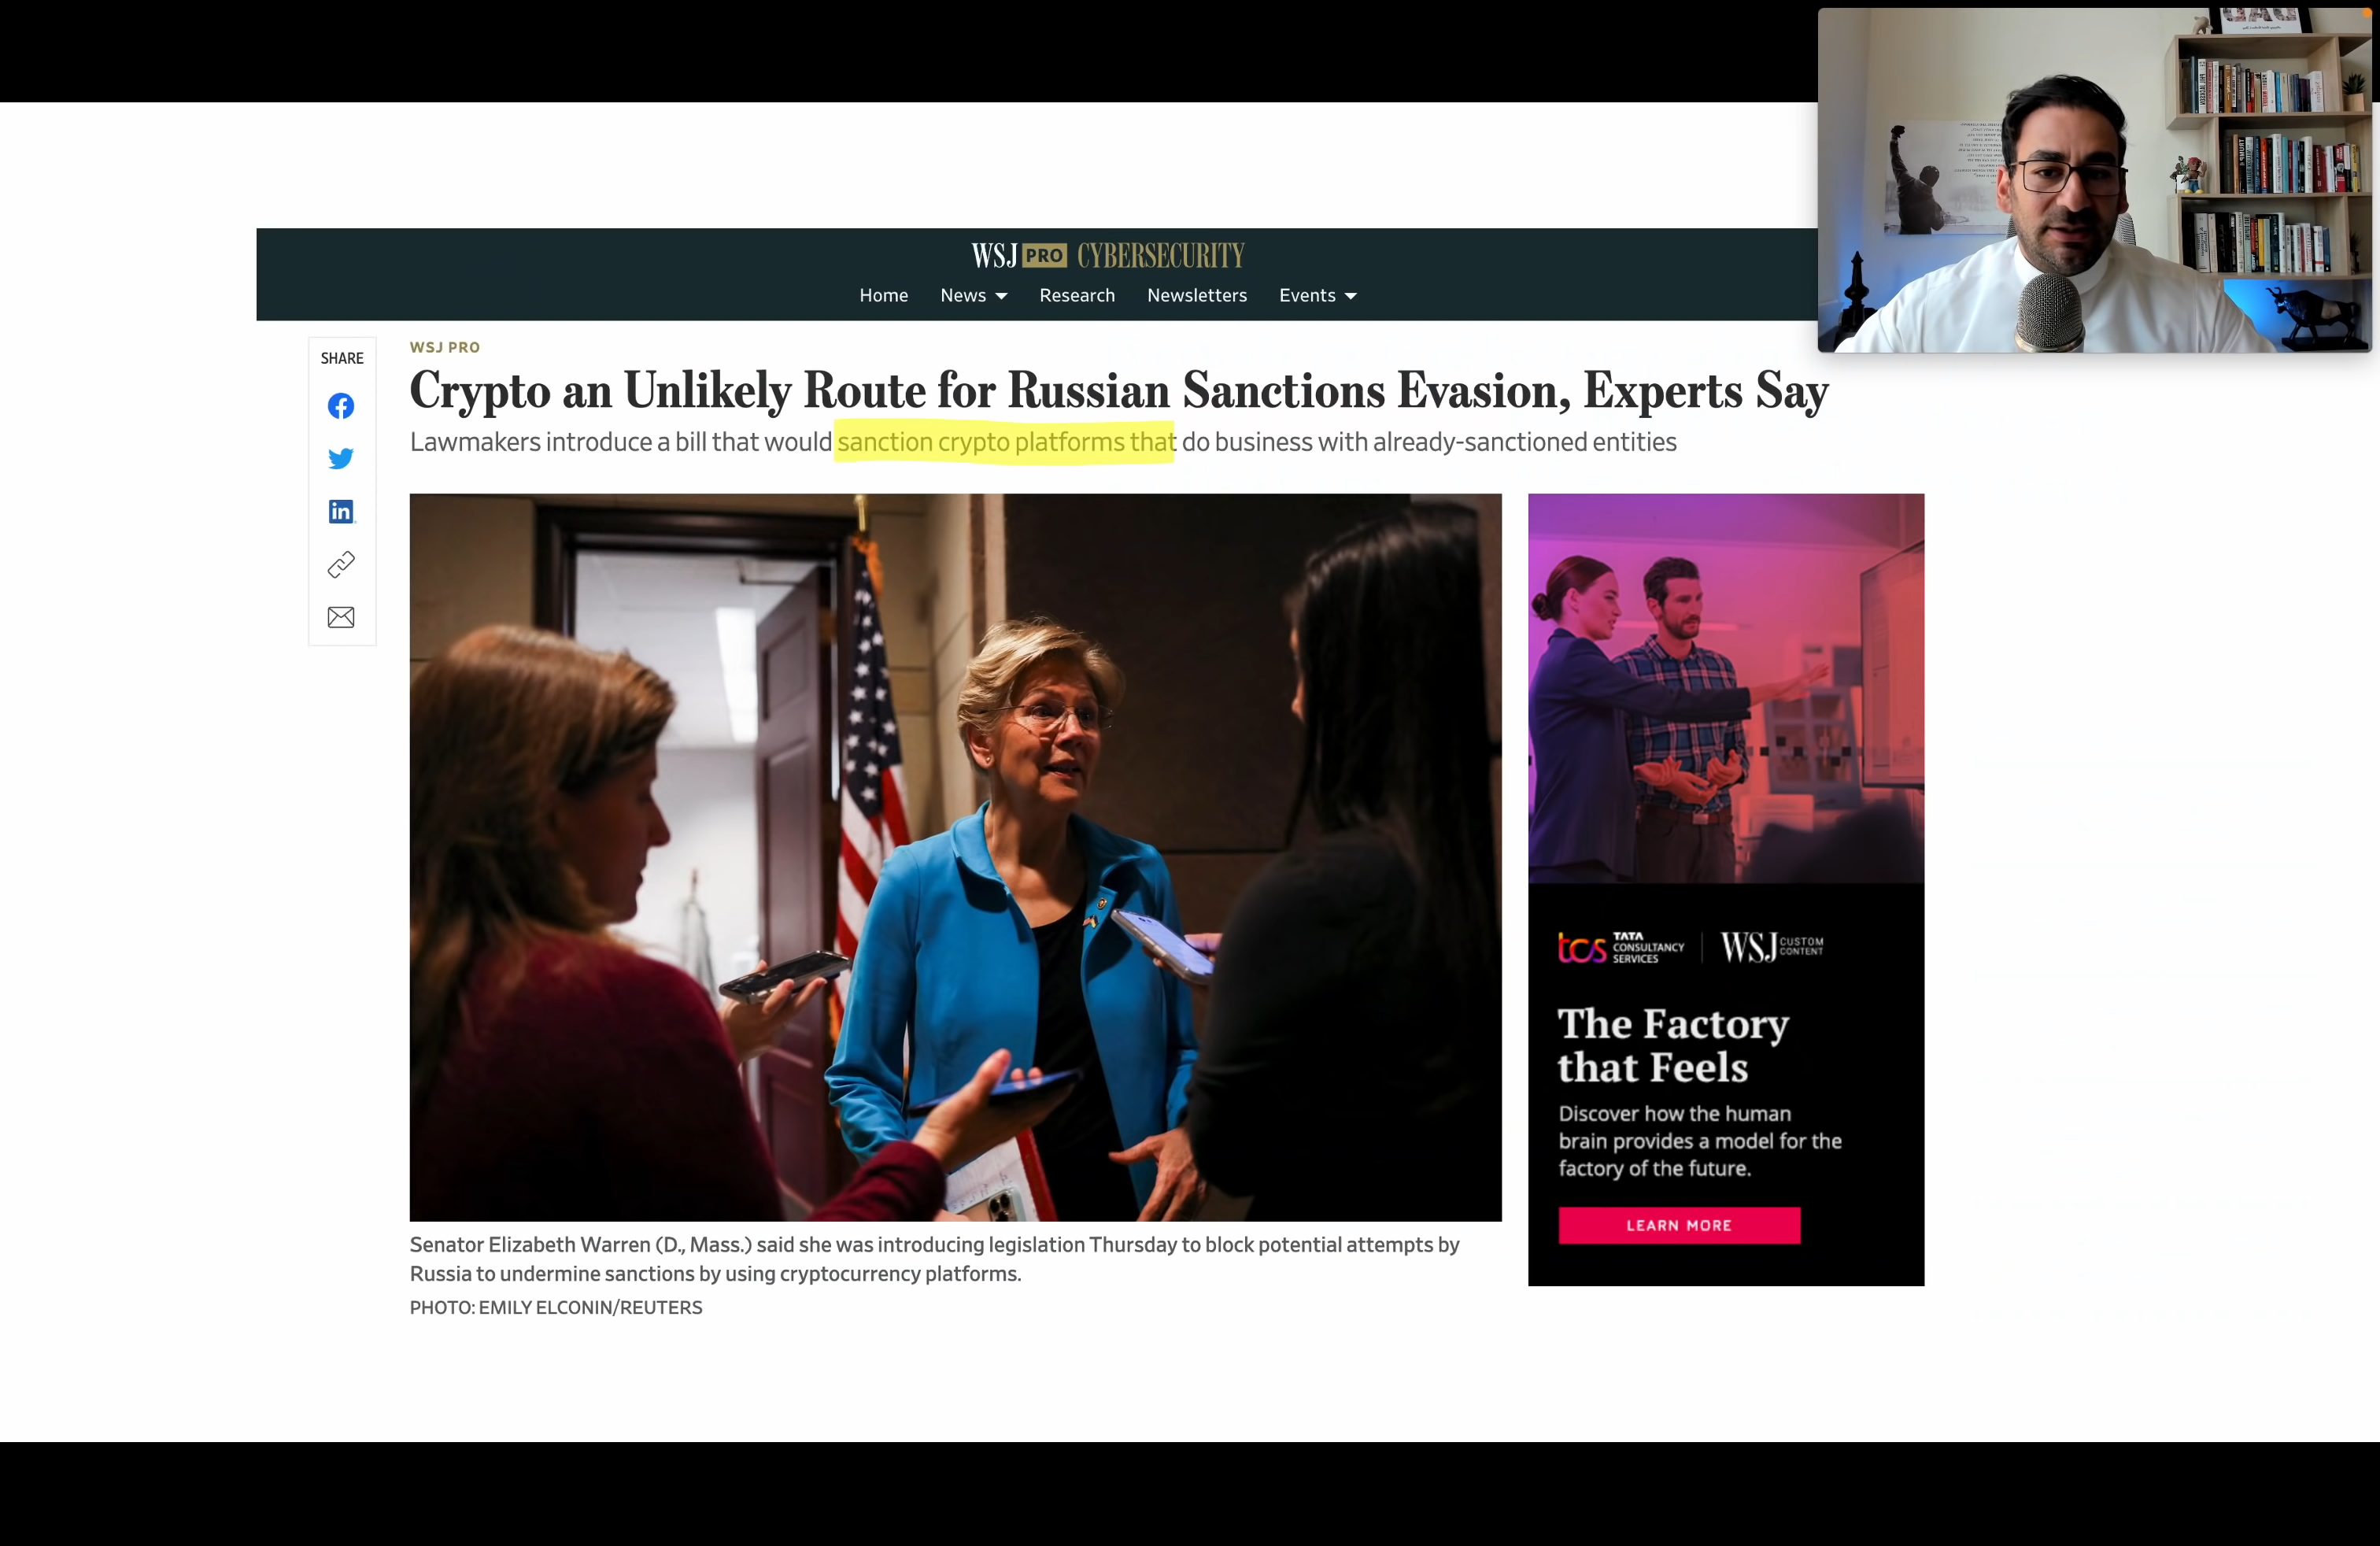 WSJ PRO CYBERSECURITY
Home News Research Newsletters Events
SHARE
WSJ PRO
Crypto an Unlikely Route for Russian Sanctions Evasion, Experts Say
Lawmakers introduce a bill that would sanction crypto platforms that do business with already-sanctioned entities
in
Senator Elizabeth Warren (D., Mass.) said she was introducing legislation Thursday to block potential attempts by
Russia to undermine sanctions by using cryptocurrency platforms.
PHOTO: EMILY ELCONIN/REUTERS
tcs TATA
CONSULTANCY
SERVICES
WSJ CUSTOM
CONTENT
The Factory
that Feels
Discover how the human
brain provides a model for the
factory of the future.
LEARN MORE